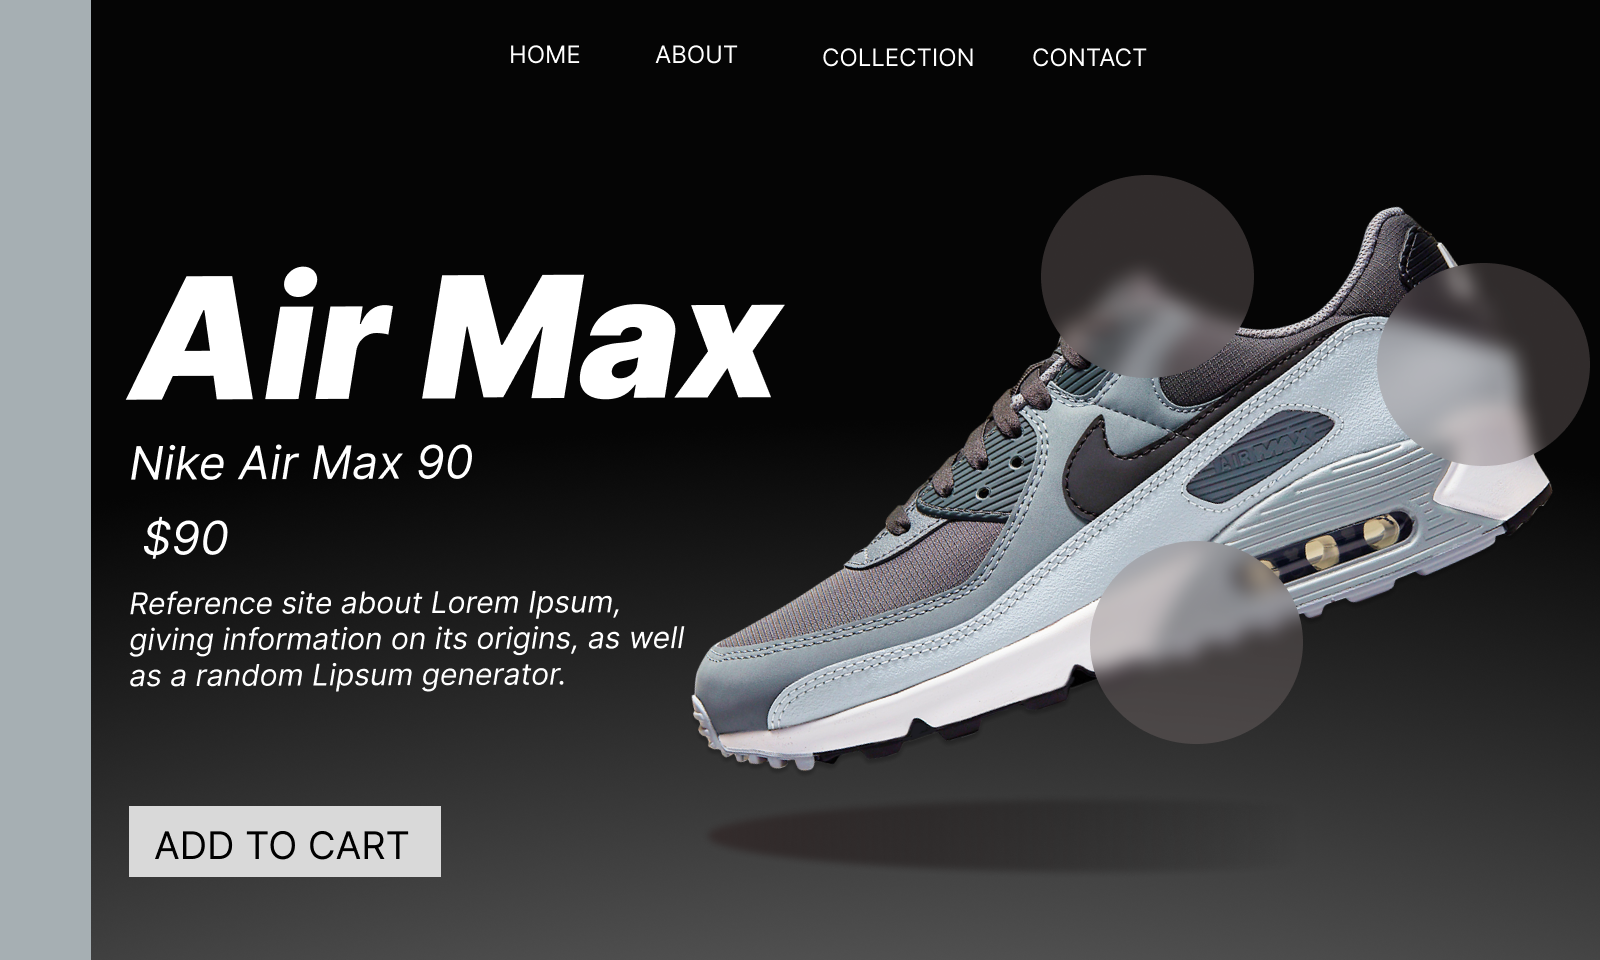 HOME ABOUT COLLECTION CONTACT
Air Max
Nike Air Max 90
$90
Reference site about Lorem Ipsum,
giving information on its origins, as well
as a random Lipsum generator.
ADD TO CART
AIR MAX